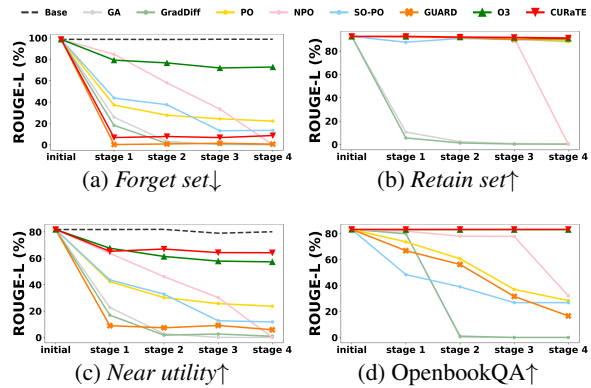 Base GA GradDiff PO NPO SO-PO GUARD O3 CURaTE
ROUGE-L (%)
100
80
60
40
20
0
initial stage 1 stage 2 stage 3 stage 4
(a) Forget set↓
ROUGE-L (%)
80
60
40
20
0
initial stage 1 stage 2 stage 3 stage 4
(b) Retain set↑
ROUGE-L (%)
80
60
40
20
0
initial stage 1 stage 2 stage 3 stage 4
(c) Near utility↑
ROUGE-L (%)
80
60
40
20
0
initial stage 1 stage 2 stage 3 stage 4
(d) OpenbookQA↑